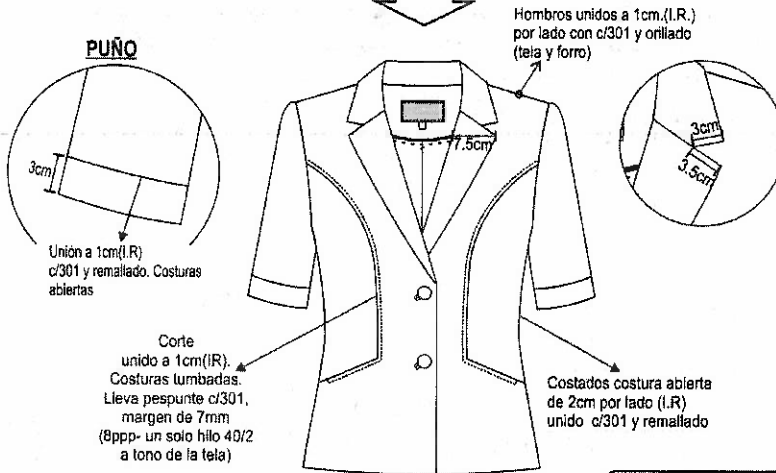 Hombros unidos a 1cm.(I.R.)
por lado con c/301 y orillado
(tela y forro)
PUÑO
3cm
Unión a 1cm(I.R)
c/301 y remallado. Costuras
abiertas
7.5cm
3cm
3.5cm
Corte
unido a 1cm(IR).
Costuras tumbadas.
Lleva pespunte c/301,
margen de 7mm
(8ppp- un solo hilo 40/2
a tono de la tela)
Costados costura abierta
de 2cm por lado (I.R)
unido c/301 y remallado